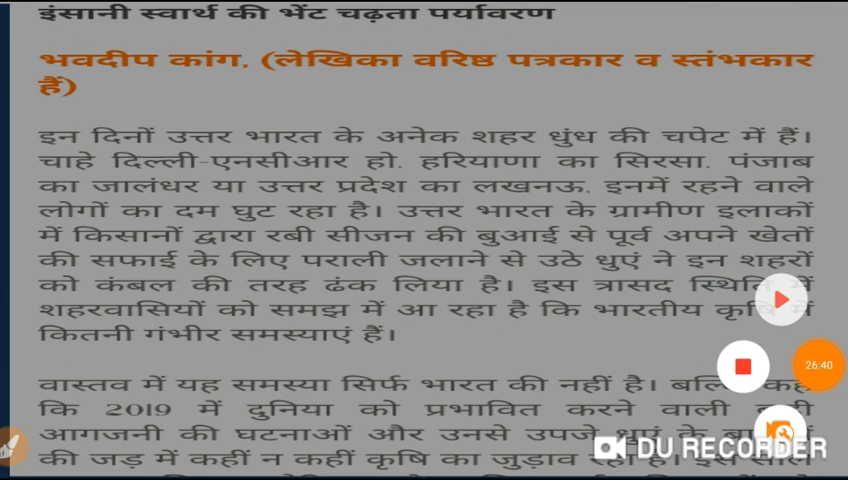 इंसानी स्वार्थ की भेंट चढ़ता पर्यावरण
भवदीप कांग, (लेखिका वरिष्ठ पत्रकार व स्तंभकार
हैं)
इन दिनों उत्तर भारत के अनेक शहर धुंध की चपेट में हैं।
चाहे दिल्ली-एनसीआर हो, हरियाणा का सिरसा, पंजाब
का जालंधर या उत्तर प्रदेश का लखनऊ, इनमें रहने वाले
लोगों का दम घुट रहा है। उत्तर भारत के ग्रामीण इलाकों
में किसानों द्वारा रबी सीजन की बुआई से पूर्व अपने खेतों
की सफाई के लिए पराली जलाने से उठे धुएं ने इन शहरों
को कंबल की तरह ढंक लिया है। इस त्रासद
शहरवासियों को समझ में आ रहा है कि भारतीय
कितनी गंभीर समस्याएं हैं।
26:40
वास्तव में यह समस्या सिर्फ भारत की नहीं है।
कि 2019 में दुनिया को प्रभावित करने वाली
आगजनी की घटनाओं और उनसे उपजे धुएं के
DU RECORDER
की जड़ में कहीं न कहीं कृषि का जुड़ाव